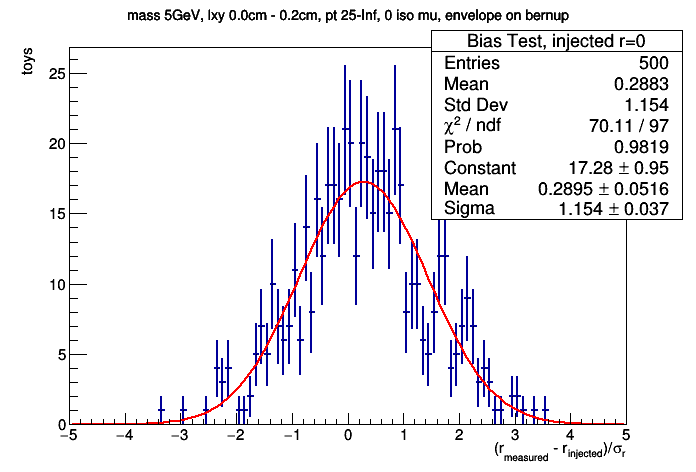 mass 5GeV, lxy 0.0cm - 0.2cm, pt 25-Inf, 0 iso mu, envelope on bernup
toys
Bias Test, injected r=0
Entries 500
Mean 0.2883
Std Dev 1.154
χ² / ndf 70.11 / 97
Prob 0.9819
Constant 17.28 ± 0.95
Mean 0.2895 ± 0.0516
Sigma 1.154 ± 0.037
25
20
15
10
5
0
−5 −4 −3 −2 −1 0 1 2 3 4 5
(r_measured - r_injected)/σ_r